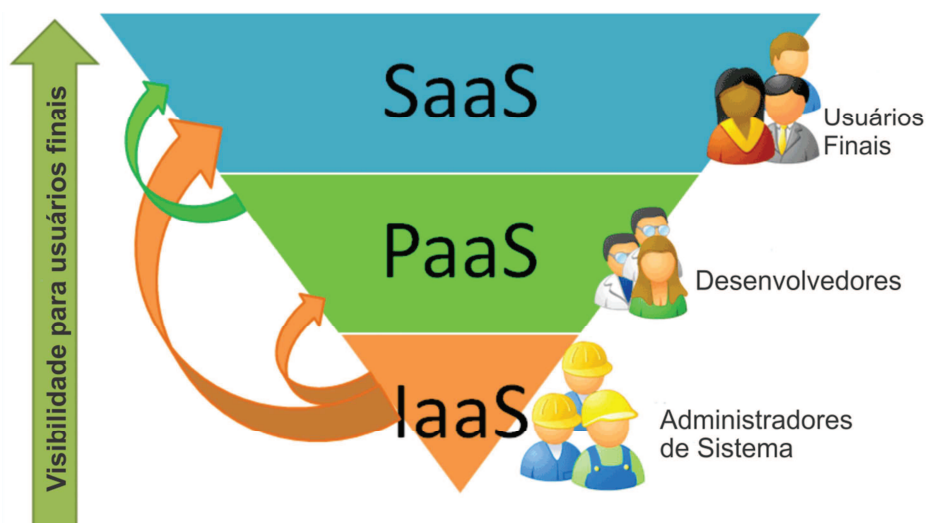 Visibilidade para usuários finais
SaaS
Usuários
Finais
PaaS
Desenvolvedores
IaaS
Administradores
de Sistema